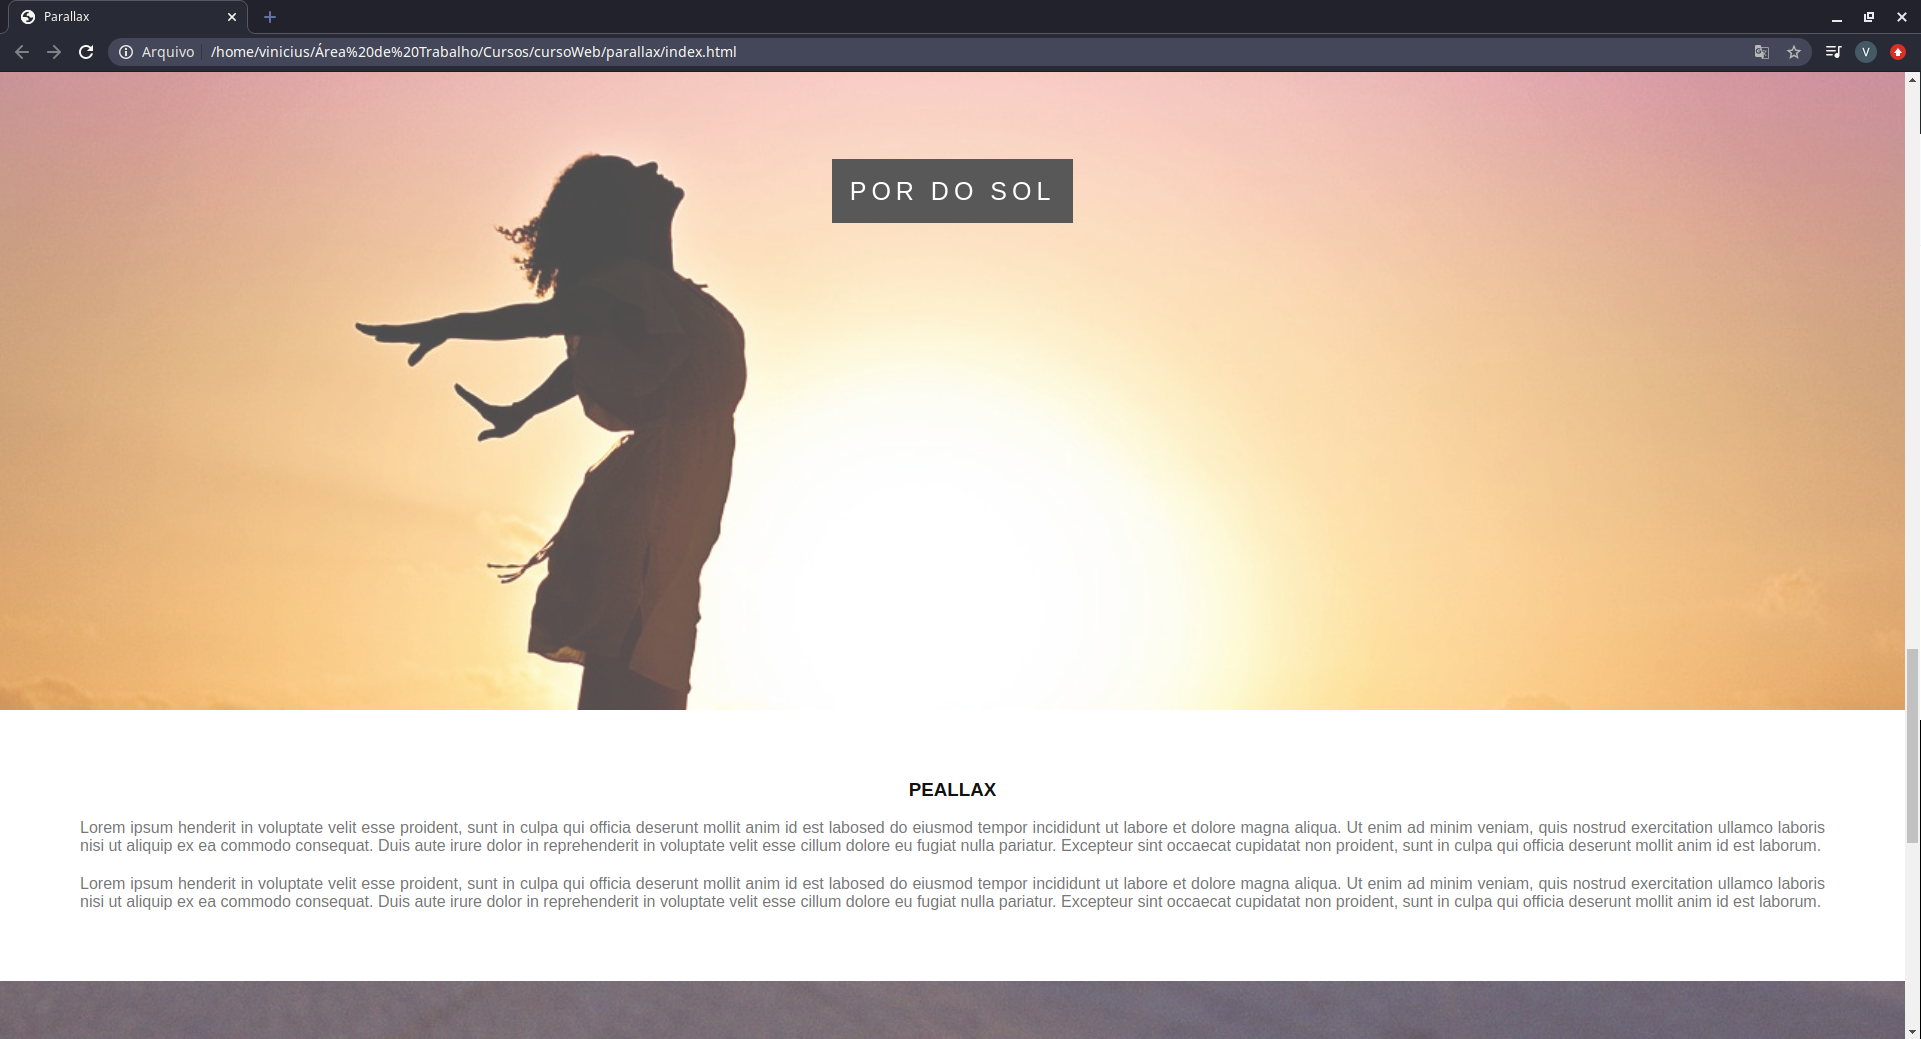 Parallax
Arquivo /home/vinicius/Área%20de%20Trabalho/Cursos/cursoWeb/parallax/index.html
V
POR DO SOL
PEALLAX
Lorem ipsum henderit in voluptate velit esse proident, sunt in culpa qui officia deserunt mollit anim id est labosed do eiusmod tempor incididunt ut labore et dolore magna aliqua. Ut enim ad minim veniam, quis nostrud exercitation ullamco laboris
nisi ut aliquip ex ea commodo consequat. Duis aute irure dolor in reprehenderit in voluptate velit esse cillum dolore eu fugiat nulla pariatur. Excepteur sint occaecat cupidatat non proident, sunt in culpa qui officia deserunt mollit anim id est laborum.
Lorem ipsum henderit in voluptate velit esse proident, sunt in culpa qui officia deserunt mollit anim id est labosed do eiusmod tempor incididunt ut labore et dolore magna aliqua. Ut enim ad minim veniam, quis nostrud exercitation ullamco laboris
nisi ut aliquip ex ea commodo consequat. Duis aute irure dolor in reprehenderit in voluptate velit esse cillum dolore eu fugiat nulla pariatur. Excepteur sint occaecat cupidatat non proident, sunt in culpa qui officia deserunt mollit anim id est laborum.